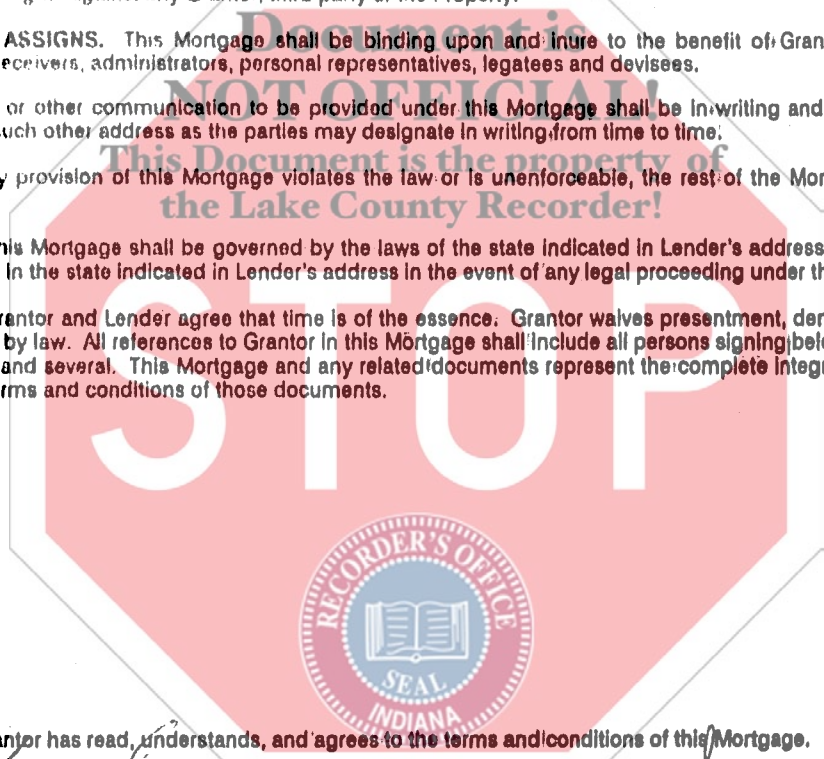 Document is
ASSIGNS. This Mortgage shall be binding upon and inure to the benefit of Gran
eceivers, administrators, personal representatives, legatees and devisees.
NOT OFFICIAL!
or other communication to be provided under this Mortgage shall be in writing and
uch other address as the parties may designate in writing from time to time.
This Document is the property of
y provision of this Mortgage violates the law or is unenforceable, the rest of the Mor
the Lake County Recorder!
his Mortgage shall be governed by the laws of the state indicated in Lender's address
in the state indicated in Lender's address in the event of any legal proceeding under th
STOP
rantor and Lender agree that time is of the essence. Grantor waives presentment, dem
by law. All references to Grantor in this Mortgage shall include all persons signing bel
and several. This Mortgage and any related documents represent the complete integr
rms and conditions of those documents.
RECORDER'S OFFICE
SEAL
INDIANA
antor has read, understands, and agrees to the terms and conditions of this Mortgage.